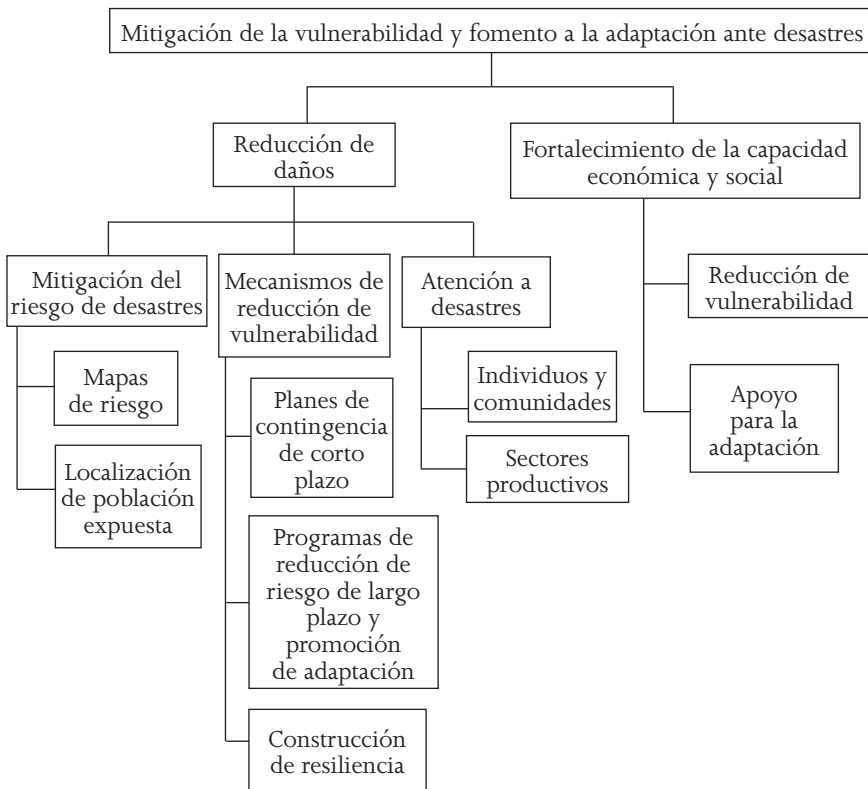 Mitigación de la vulnerabilidad y fomento a la adaptación ante desastres
Reducción de
daños
Fortalecimiento de la capacidad
económica y social
Mitigación del
riesgo de desastres
Mecanismos de
reducción de
vulnerabilidad
Atención a
desastres
Reducción de
vulnerabilidad
Mapas
de riesgo
Localización
de población
expuesta
Planes de
contingencia
de corto
plazo
Programas de
reducción de
riesgo de largo
plazo y
promoción
de adaptación
Construcción
de resiliencia
Individuos y
comunidades
Sectores
productivos
Apoyo
para la
adaptación